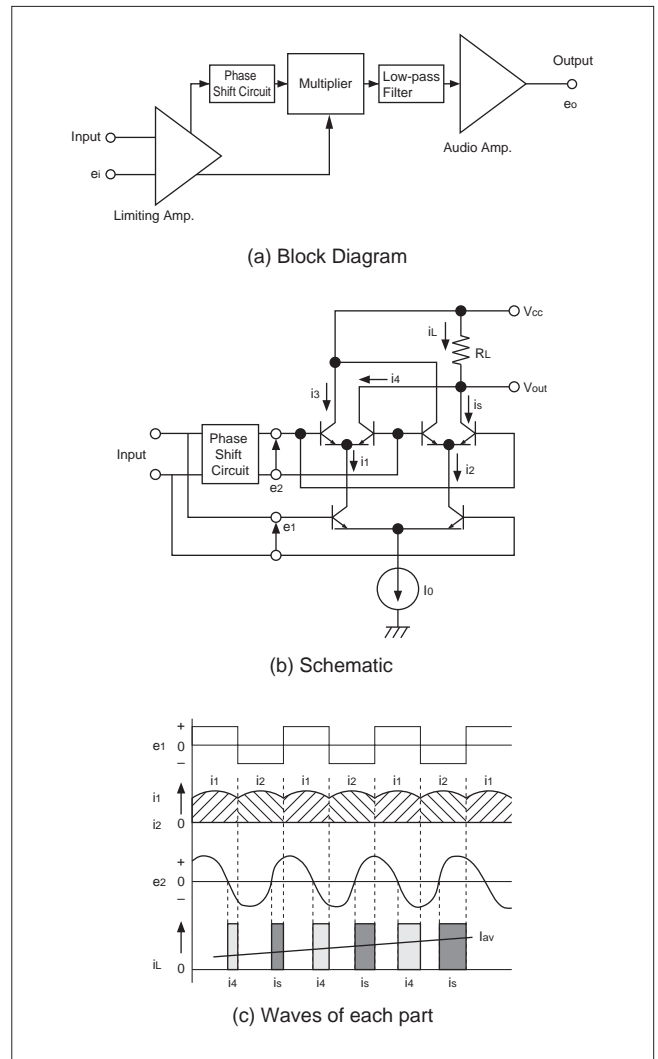 Phase
Shift Circuit
Multiplier
Low-pass
Filter
Output
eo
Input
ei
Limiting Amp.
Audio Amp.
(a) Block Diagram
Vcc
iL
RL
i4
Vout
i3
is
Input
Phase
Shift
Circuit
i1
i2
e2
e1
I0
(b) Schematic
+
e1 0
−
i1 i2 i1 i2 i1 i2 i1
i1
i2 0
+
e2 0
−
Iav
iL 0
i4 is i4 is i4 is
(c) Waves of each part